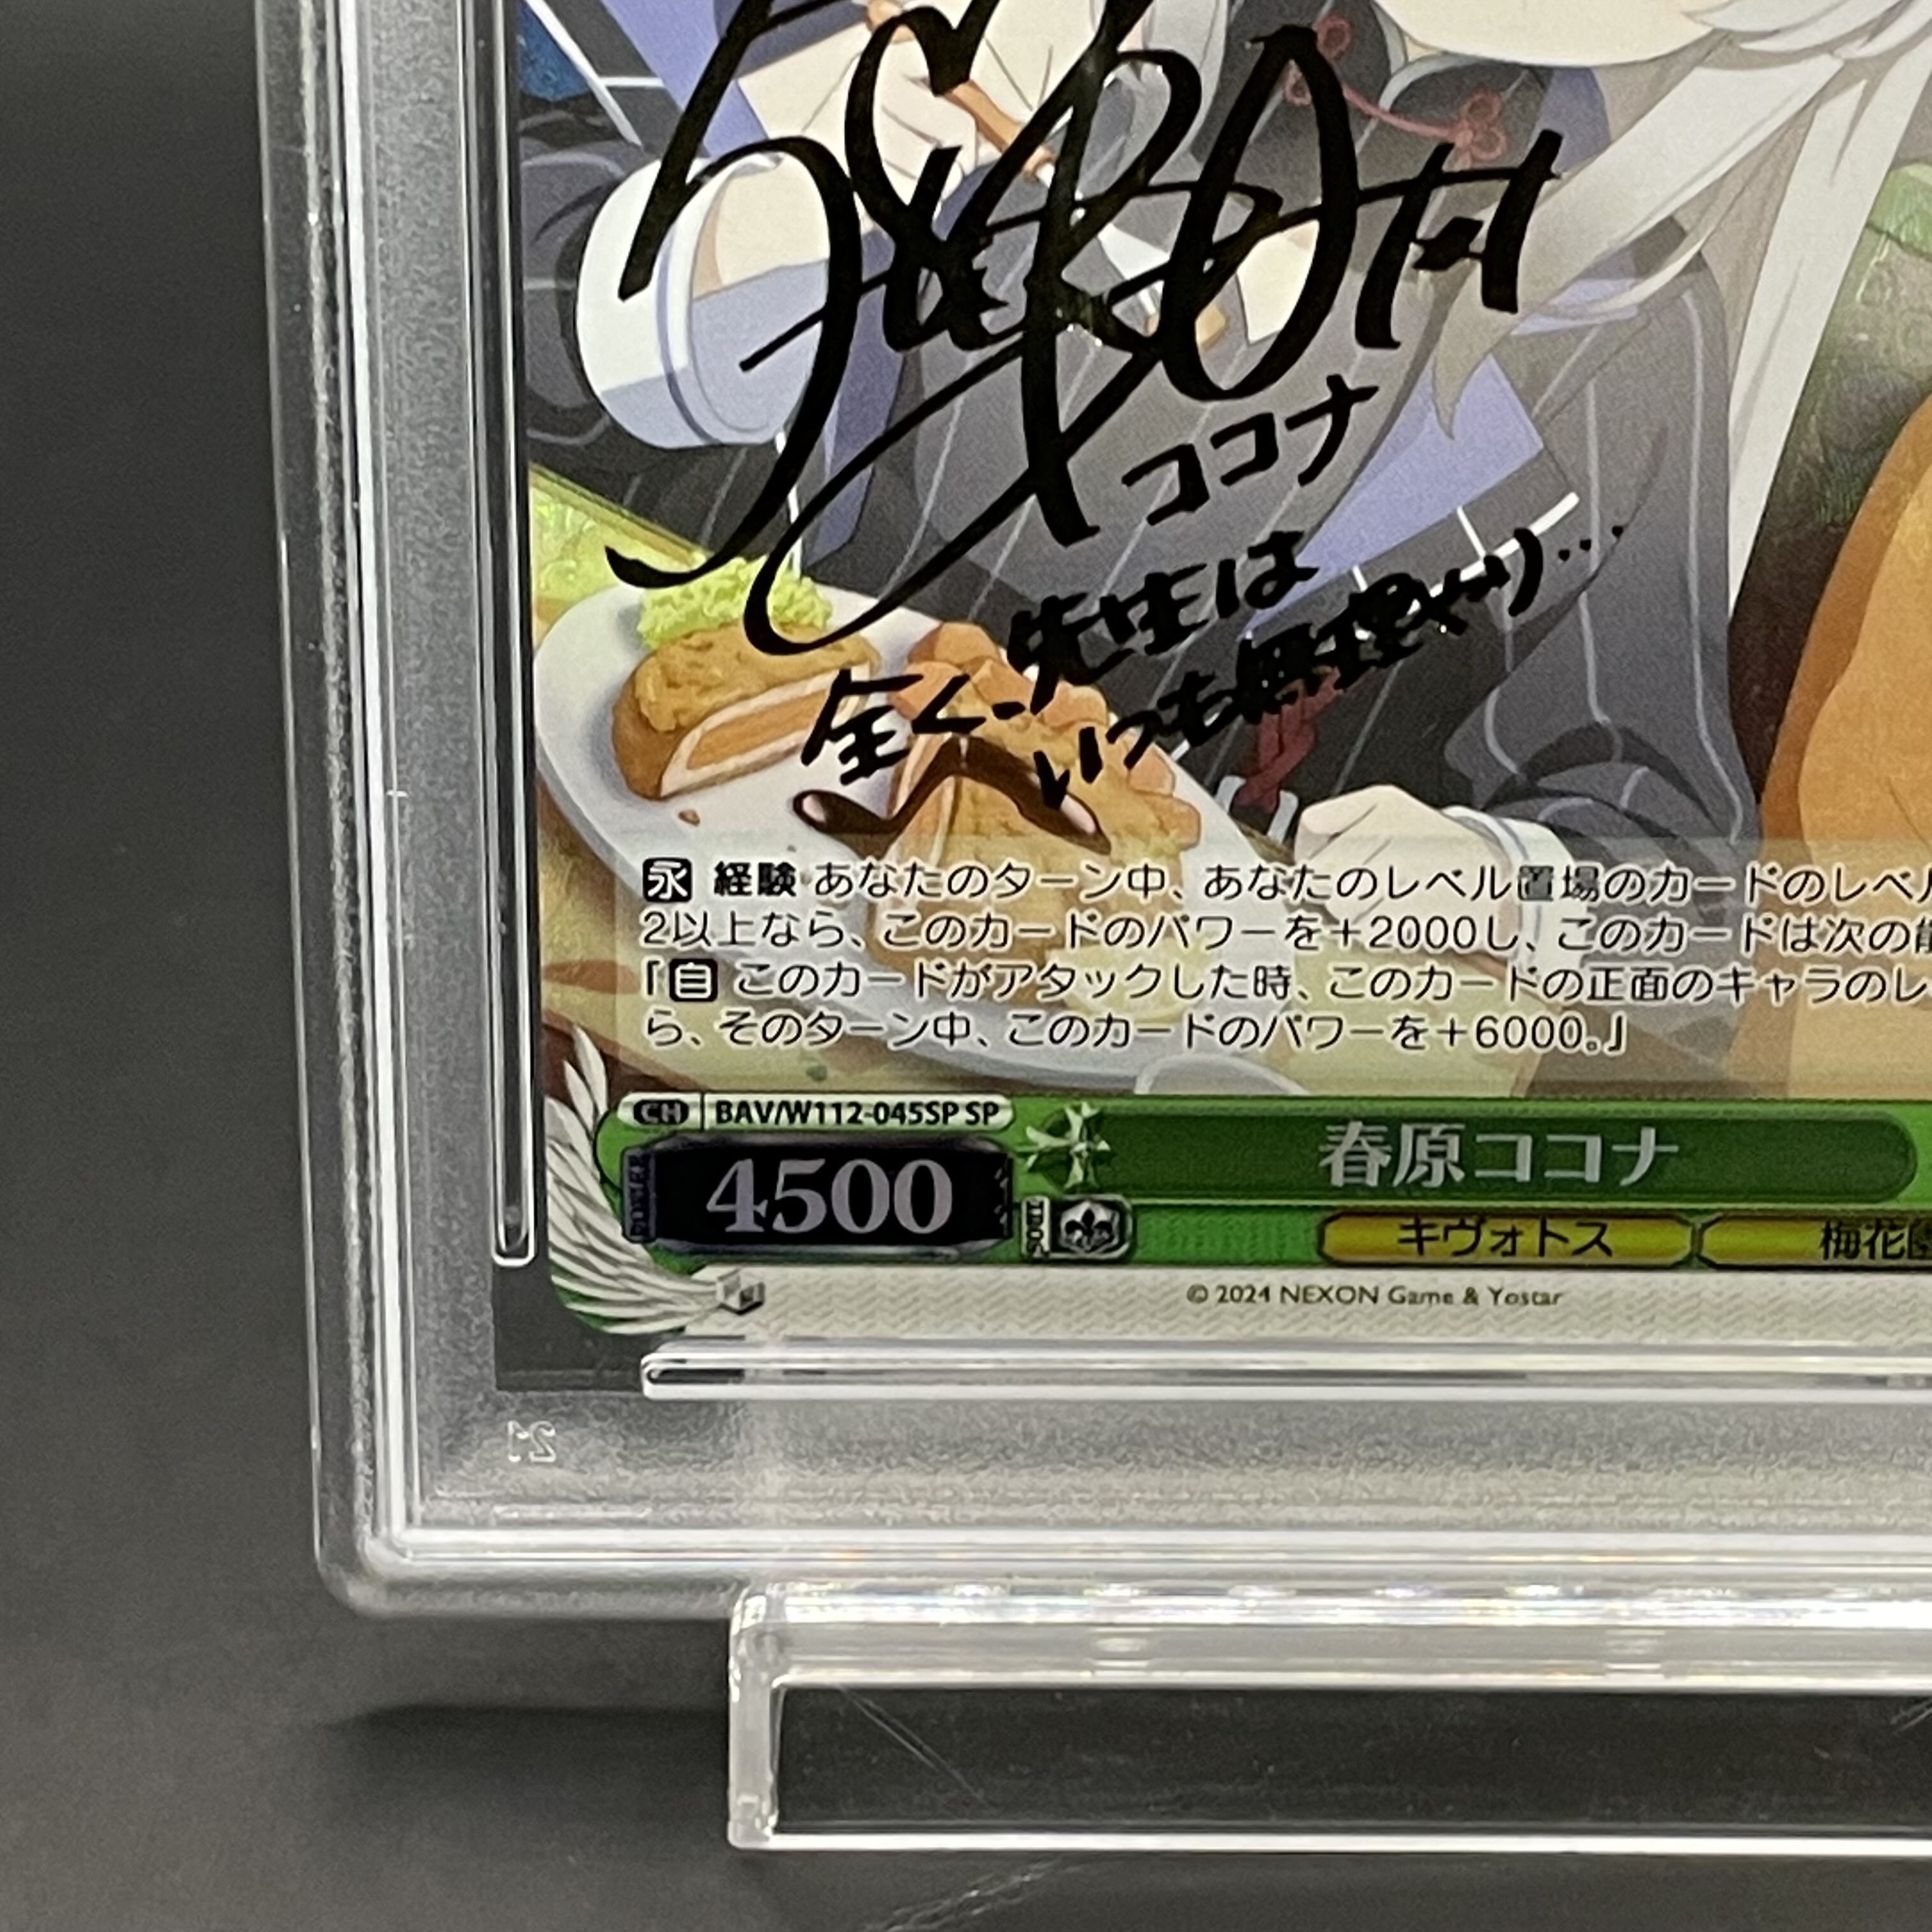 ココナ
全く、先生は
いつも無理ばかり…
永 経験 あなたのターン中、あなたのレベル置場のカードのレベル
2以上なら、このカードのパワーを+2000し、このカードは次の能
「自 このカードがアタックした時、このカードの正面のキャラのレ
ら、そのターン中、このカードのパワーを+6000。」
CH BAV/W112-045SP SP
4500
春原ココナ
キヴォトス 梅花園
© 2024 NEXON Game & Yostar